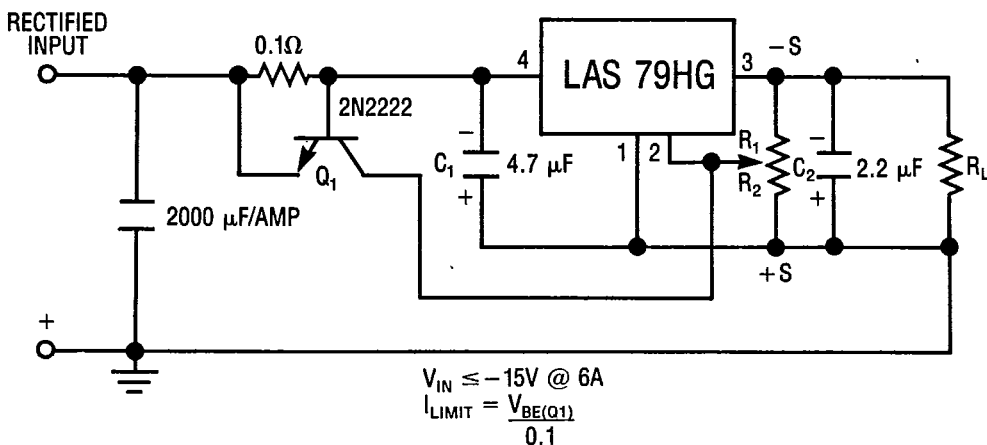 RECTIFIED
INPUT
0.1Ω
4
LAS 79HG
3
−S
2N2222
Q1
C1
−
4.7 μF
+
1
2
R1
R2
C2
−
2.2 μF
+
RL
2000 μF/AMP
+S
+
VIN ≤ −15V @ 6A
ILIMIT = VBE(Q1)
0.1